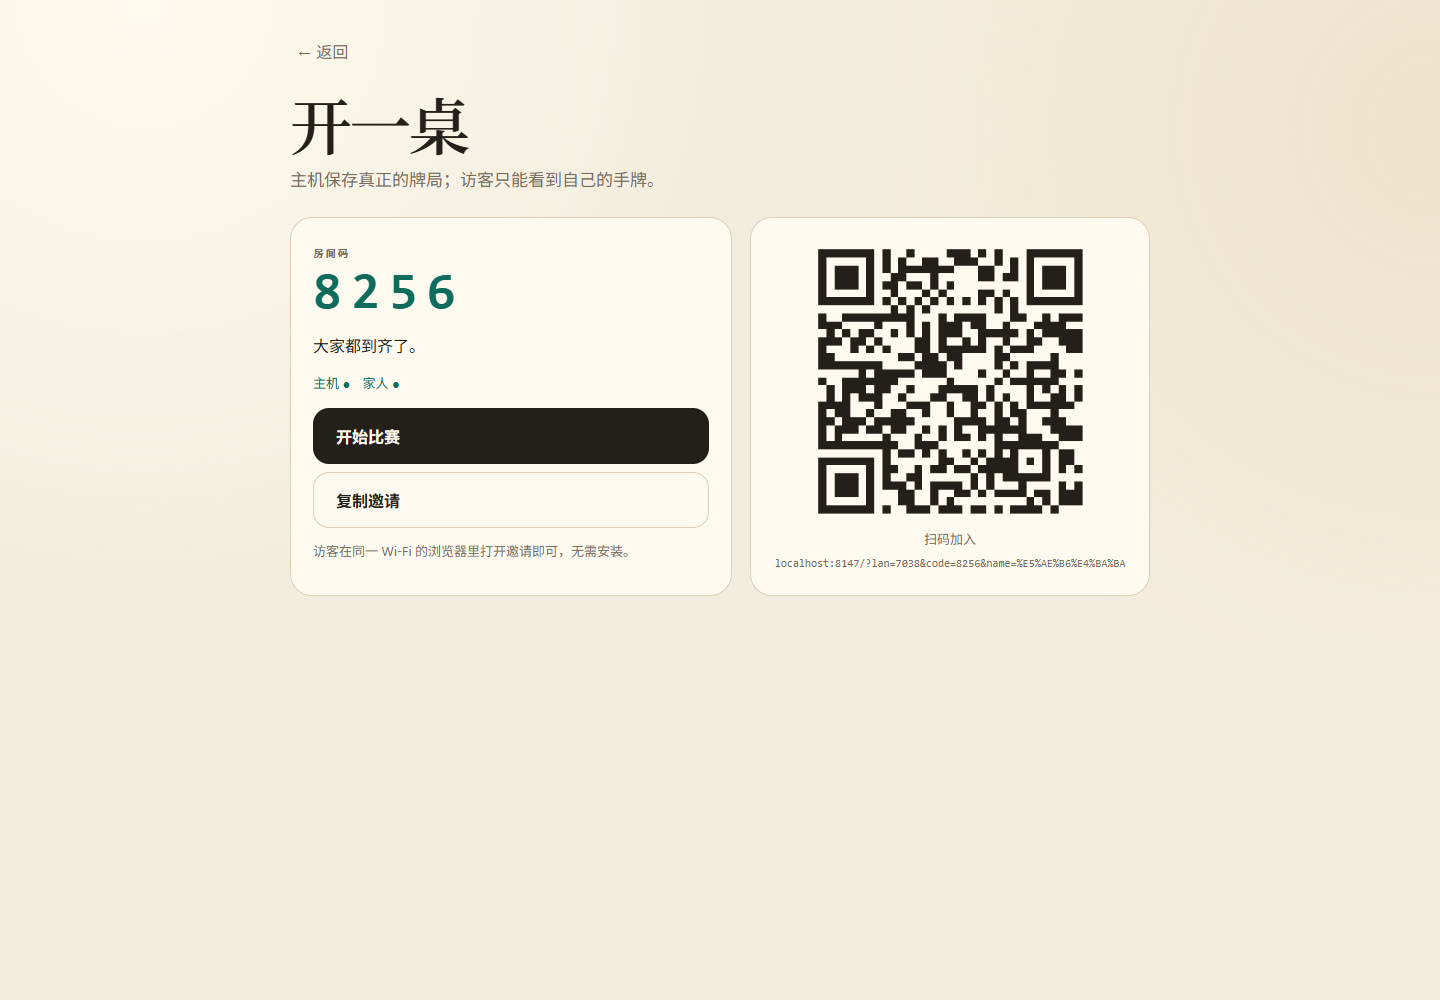 ← 返回
开一桌
主机保存真正的牌局；访客只能看到自己的手牌。
房间码
8256
大家都到齐了。
主机 ● 家人 ●
开始比赛
复制邀请
访客在同一 Wi-Fi 的浏览器里打开邀请即可，无需安装。
扫码加入
localhost:8147/?lan=7038&code=8256&name=%E5%AE%B6%E4%BA%BA